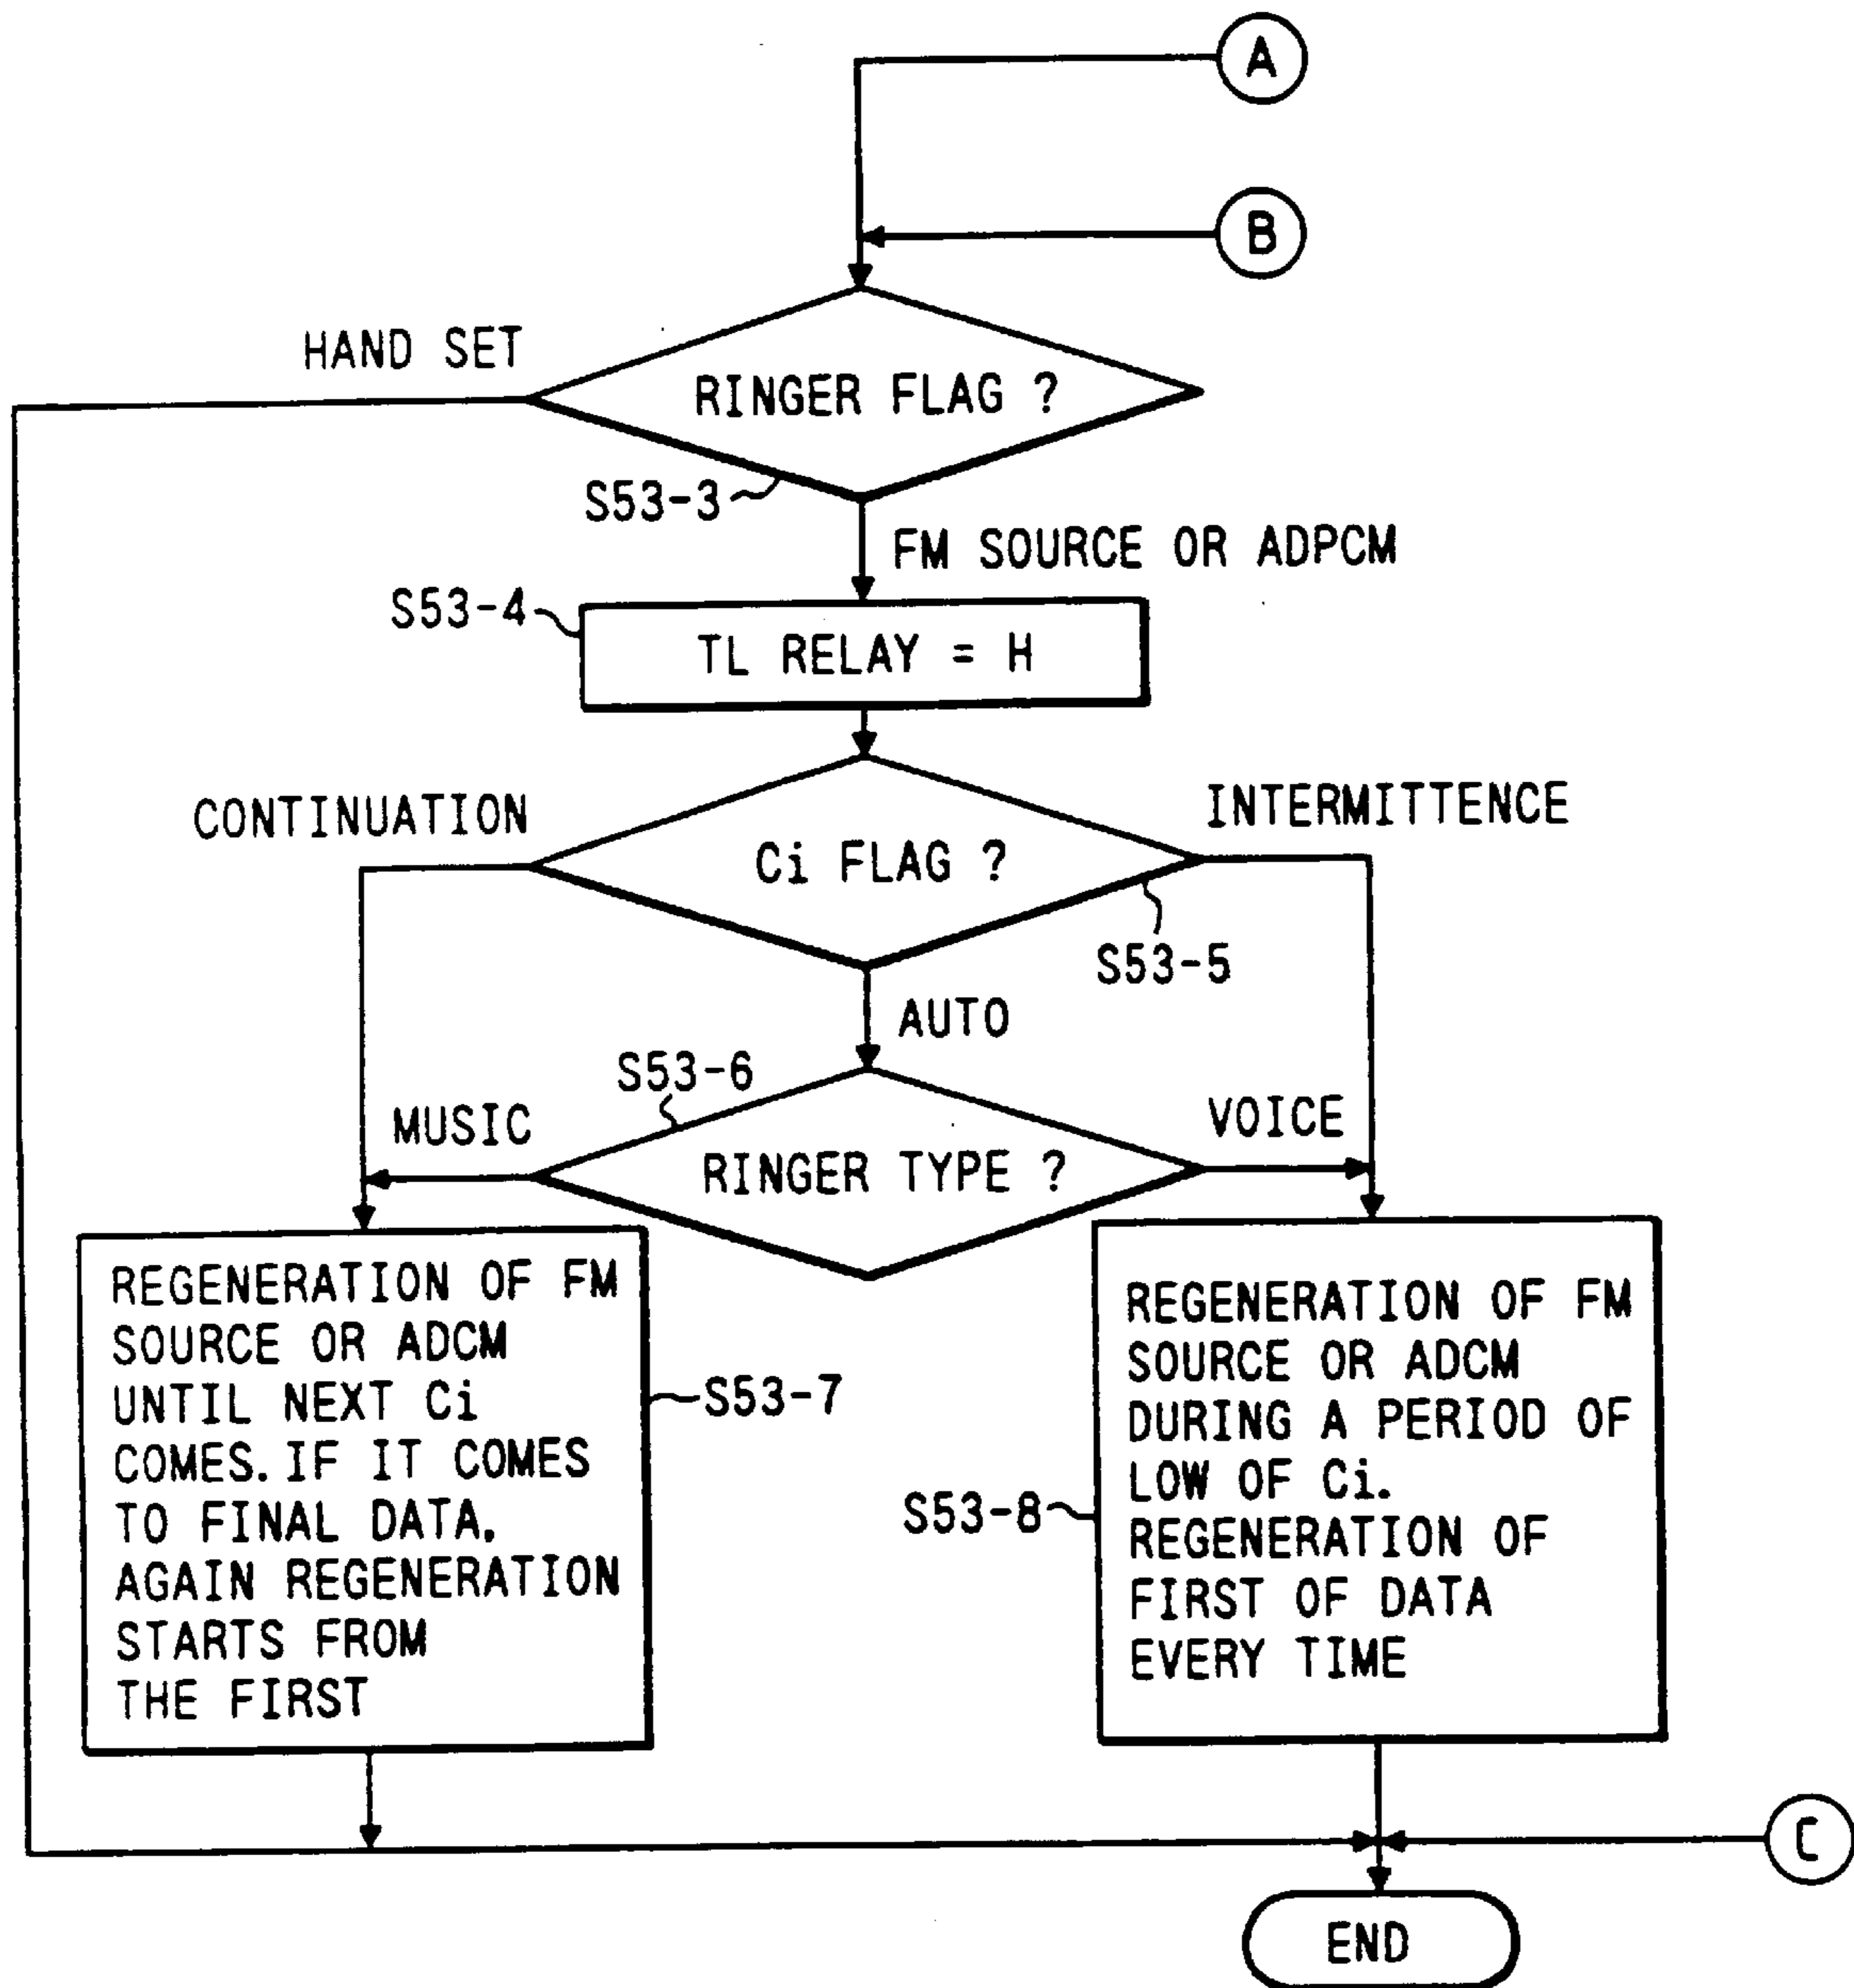 A
B
HAND SET
RINGER FLAG ?
S53-3
FM SOURCE OR ADPCM
S53-4
TL RELAY = H
CONTINUATION
INTERMITTENCE
Ci FLAG ?
S53-5
AUTO
S53-6
MUSIC
VOICE
RINGER TYPE ?
REGENERATION OF FM
SOURCE OR ADCM
UNTIL NEXT Ci
COMES. IF IT COMES
TO FINAL DATA,
AGAIN REGENERATION
STARTS FROM
THE FIRST
S53-7
REGENERATION OF FM
SOURCE OR ADCM
DURING A PERIOD OF
LOW OF Ci.
REGENERATION OF
FIRST OF DATA
EVERY TIME
S53-8
C
END